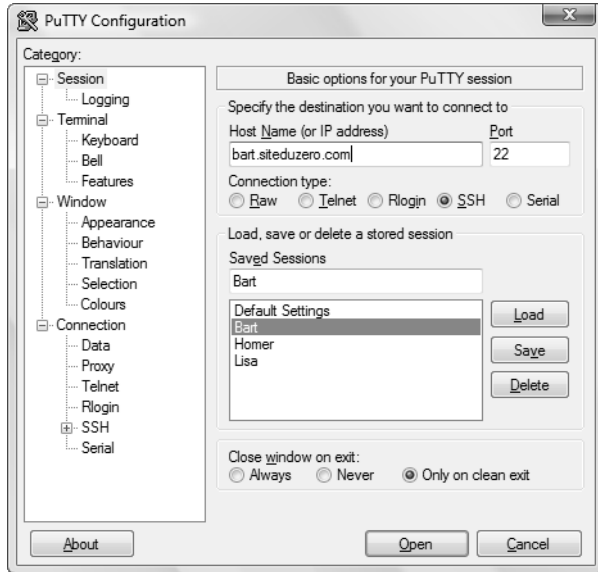 PuTTY Configuration
Category:
Session
Logging
Terminal
Keyboard
Bell
Features
Window
Appearance
Behaviour
Translation
Selection
Colours
Connection
Data
Proxy
Telnet
Rlogin
SSH
Serial
Basic options for your PuTTY session
Specify the destination you want to connect to
Host Name (or IP address) Port
bart.siteduzero.com 22
Connection type:
Raw Telnet Rlogin SSH Serial
Load, save or delete a stored session
Saved Sessions
Bart
Default Settings
Bart
Homer
Lisa
Load
Save
Delete
Close window on exit:
Always Never Only on clean exit
About Open Cancel